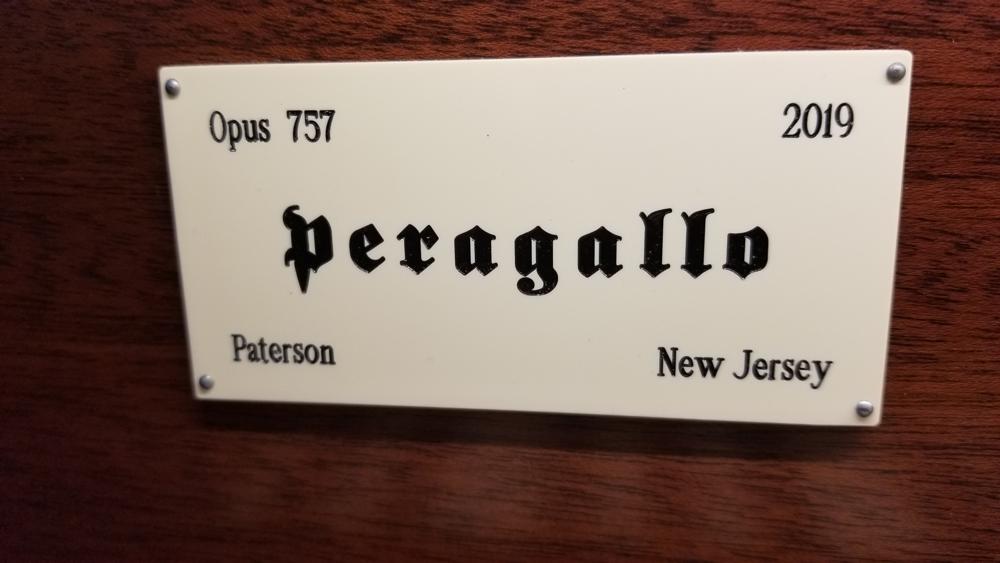 Opus 757 2019
Peragallo
Paterson New Jersey